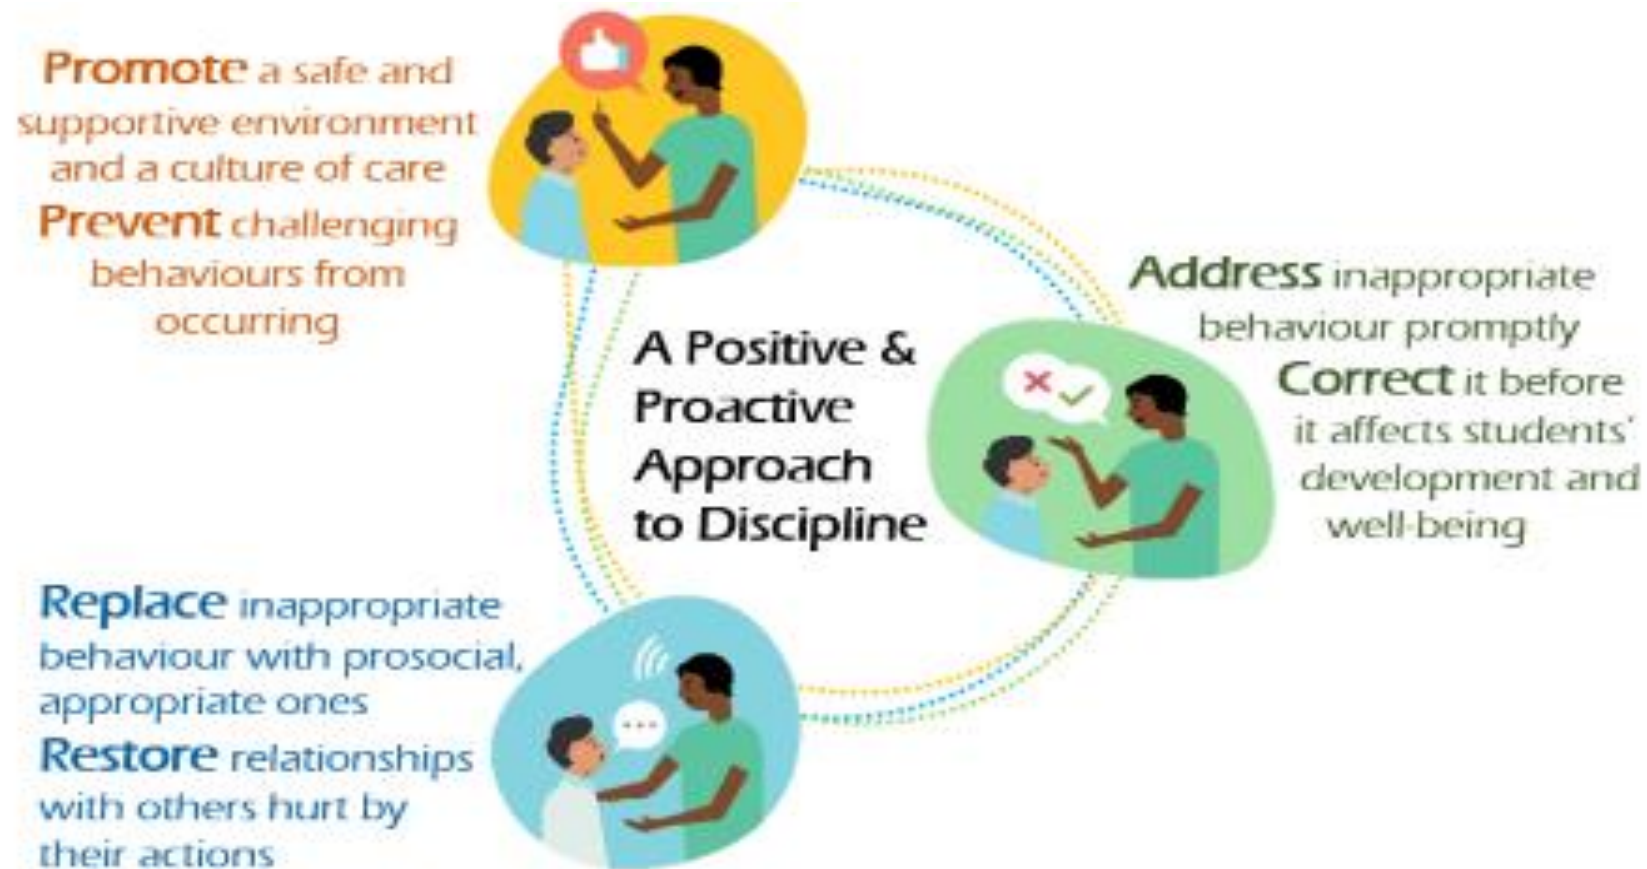 Promote a safe and
supportive environment
and a culture of care
Prevent challenging
behaviours from
occurring
A Positive &
Proactive
Approach
to Discipline
Address inappropriate
behaviour promptly
Correct it before
it affects students'
development and
well-being
Replace inappropriate
behaviour with prosocial,
appropriate ones
Restore relationships
with others hurt by
their actions